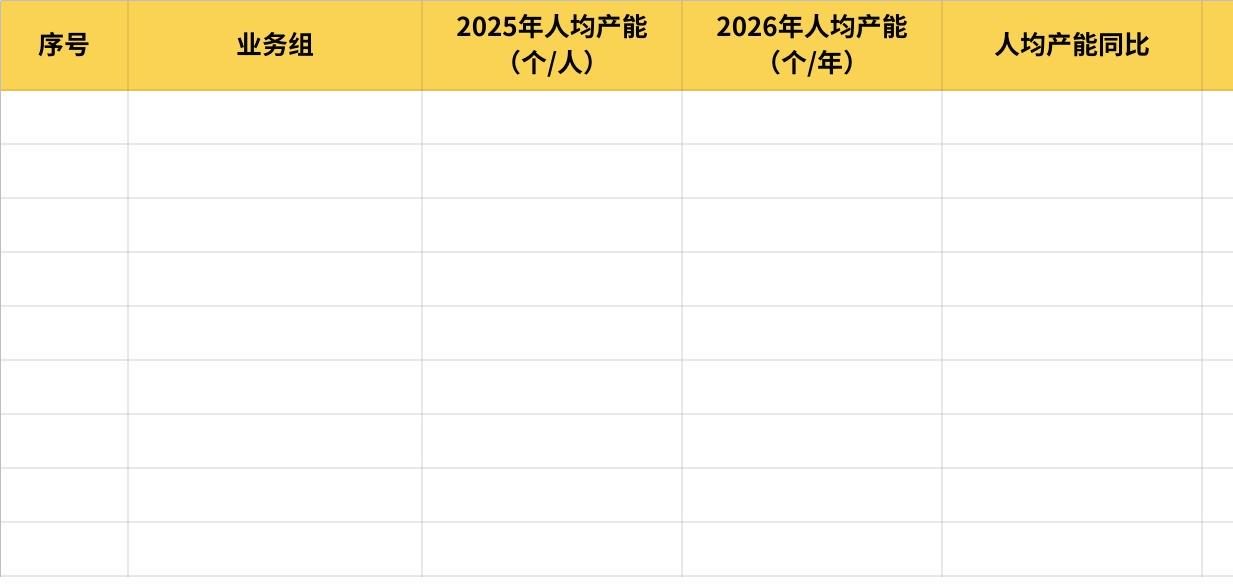 序号
业务组
2025年人均产能
（个/人）
2026年人均产能
（个/年）
人均产能同比